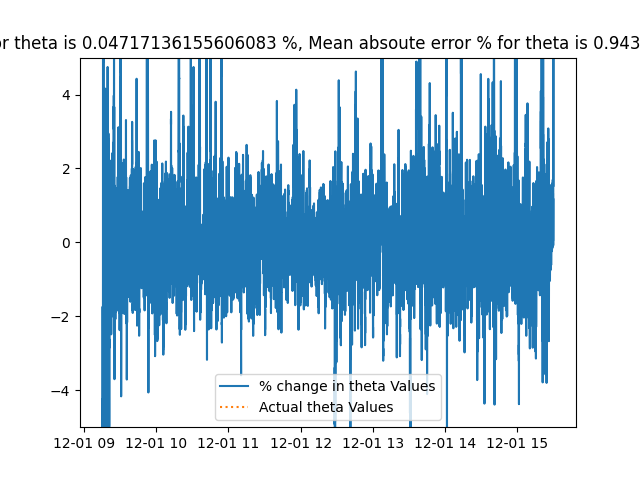 or theta is 0.04717136155606083 %, Mean absoute error % for theta is 0.943
4
2
0
−2
−4
% change in theta Values
Actual theta Values
12-01 09 12-01 10 12-01 11 12-01 12 12-01 13 12-01 14 12-01 15